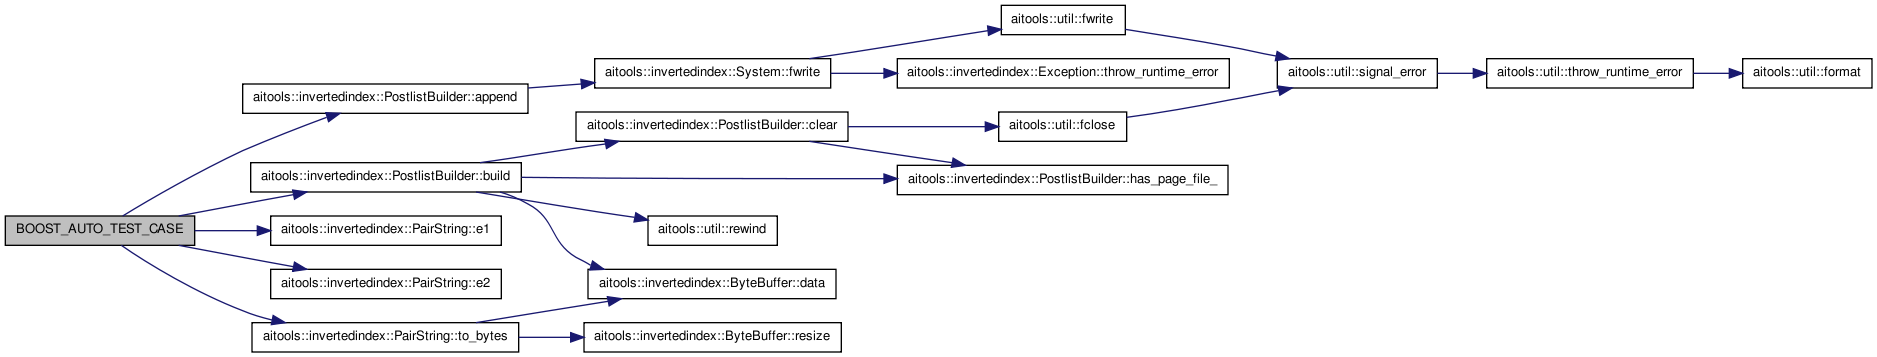 aitools::util::fwrite
aitools::invertedindex::System::fwrite
aitools::invertedindex::Exception::throw_runtime_error
aitools::util::signal_error
aitools::util::throw_runtime_error
aitools::util::format
aitools::invertedindex::PostlistBuilder::append
aitools::invertedindex::PostlistBuilder::clear
aitools::util::fclose
aitools::invertedindex::PostlistBuilder::build
aitools::invertedindex::PostlistBuilder::has_page_file_
BOOST_AUTO_TEST_CASE
aitools::invertedindex::PairString::e1
aitools::util::rewind
aitools::invertedindex::PairString::e2
aitools::invertedindex::ByteBuffer::data
aitools::invertedindex::PairString::to_bytes
aitools::invertedindex::ByteBuffer::resize